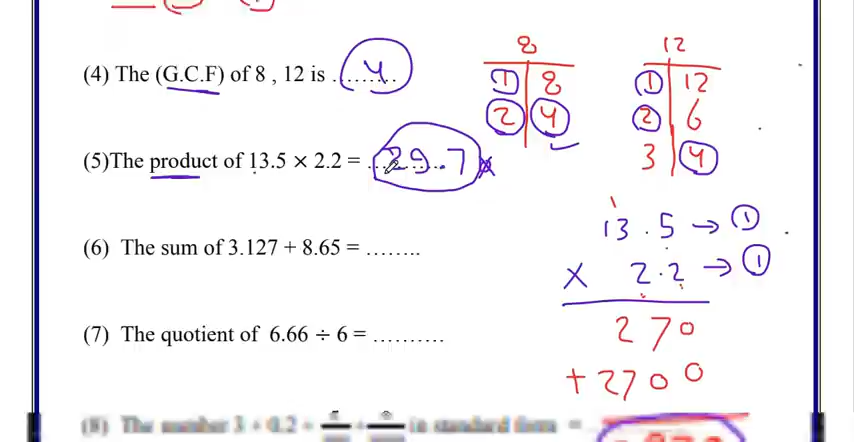 (4) The (G.C.F) of 8 , 12 is ......... 4
8
1 8
2 4
12
1 12
2 6
3 4
(5)The product of 13.5 × 2.2 = ......... 29.7
1
13.5 → 1
× 2.2 → 1
270
+2700
(6) The sum of 3.127 + 8.65 = ........
(7) The quotient of 6.66 ÷ 6 = ..........